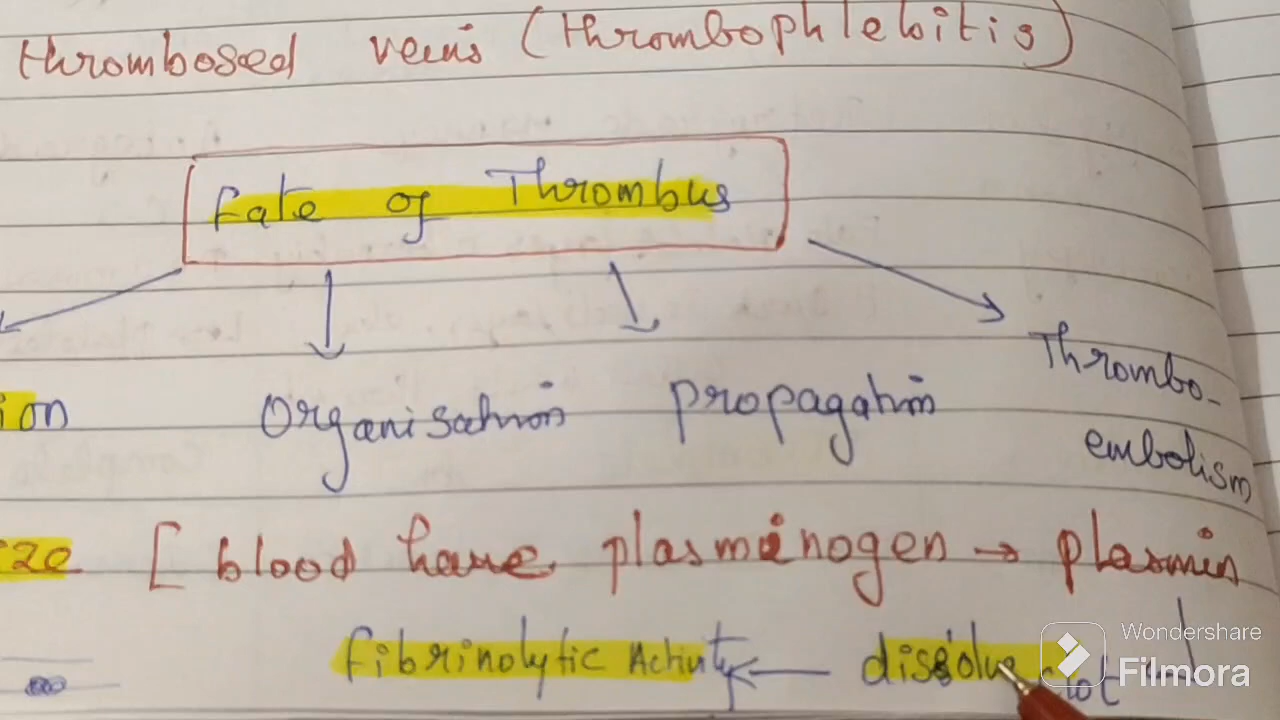 thrombosed veins (thrombophlebitis)
Fate of Thrombus
ion Organisation propagation Thrombo-
embolism
[ blood have plasminogen → plasmin
fibrinolytic Activity ← dissolve clot
Wondershare
Filmora